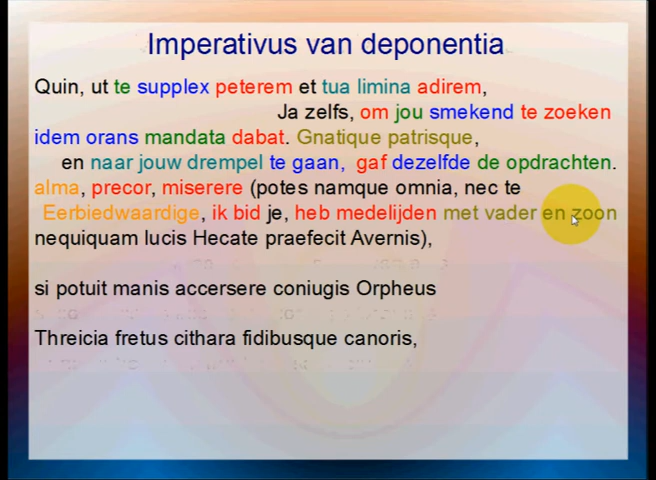 Imperativus van deponentia
Quin, ut te supplex peterem et tua limina adirem,
Ja zelfs, om jou smekend te zoeken
idem orans mandata dabat. Gnatique patrisque,
en naar jouw drempel te gaan, gaf dezelfde de opdrachten.
alma, precor, miserere (potes namque omnia, nec te
Eerbiedwaardige, ik bid je, heb medelijden met vader en zoon
nequiquam lucis Hecate praefecit Avernis),
si potuit manis accersere coniugis Orpheus
Threicia fretus cithara fidibusque canoris,